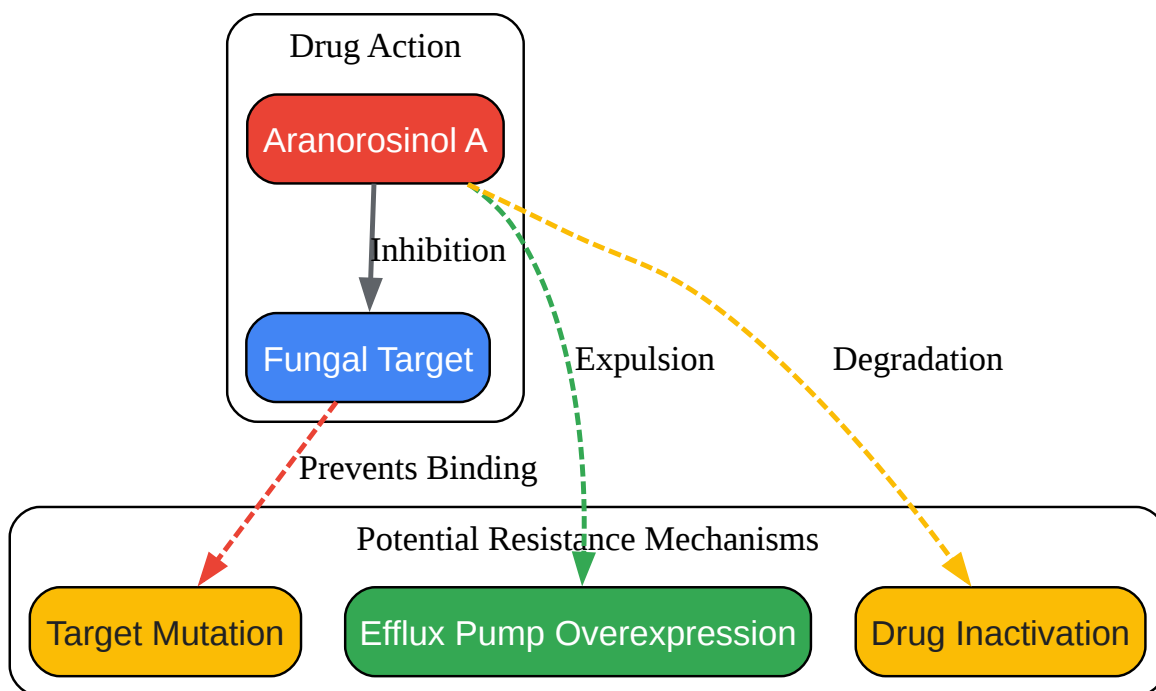 Drug Action
Aranorosinol A
Inhibition
Fungal Target
Expulsion
Degradation
Prevents Binding
Potential Resistance Mechanisms
Target Mutation
Efflux Pump Overexpression
Drug Inactivation